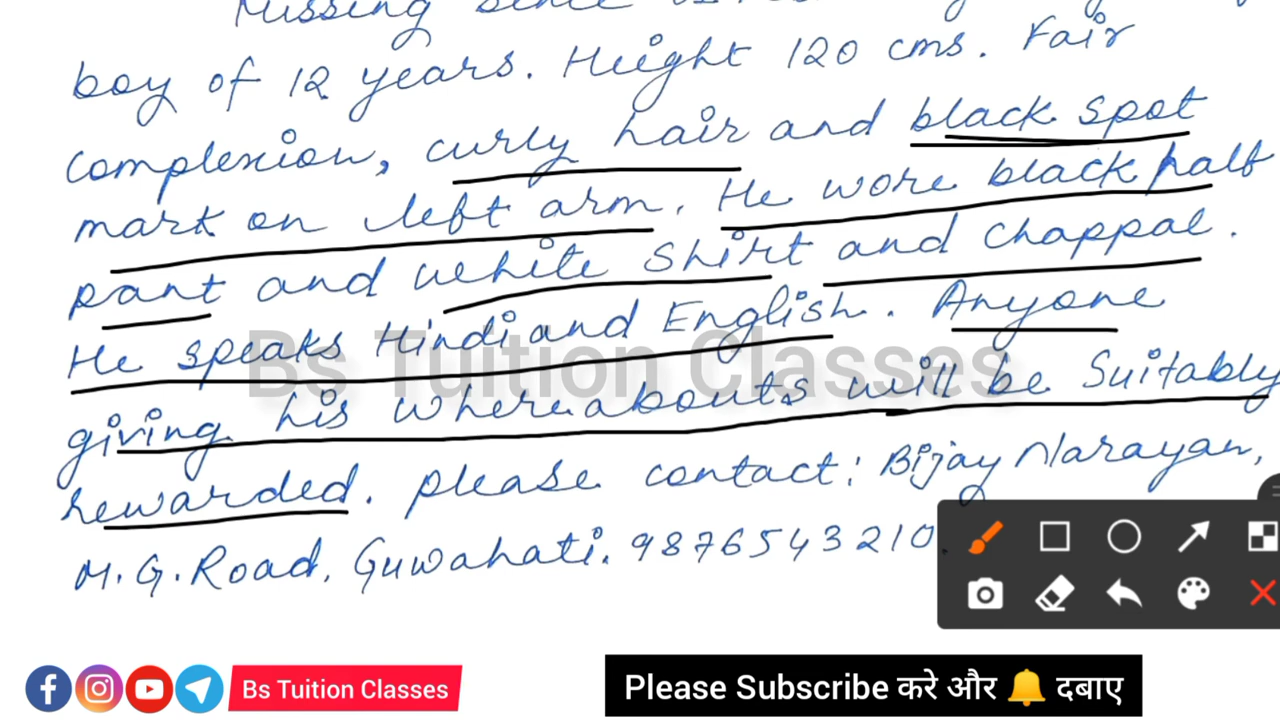 Missing since
boy of 12 years. Height 120 cms. Fair
complexion, curly hair and black spot
mark on left arm. He wore black half
pant and white shirt and chappal.
He speaks Hindi and English. Anyone
giving his whereabouts will be suitably
rewarded. please contact: Bijay Narayan,
M.G. Road, Guwahati. 9876543210
Bs Tuition Classes
Bs Tuition Classes
Please Subscribe करे और 🔔 दबाए